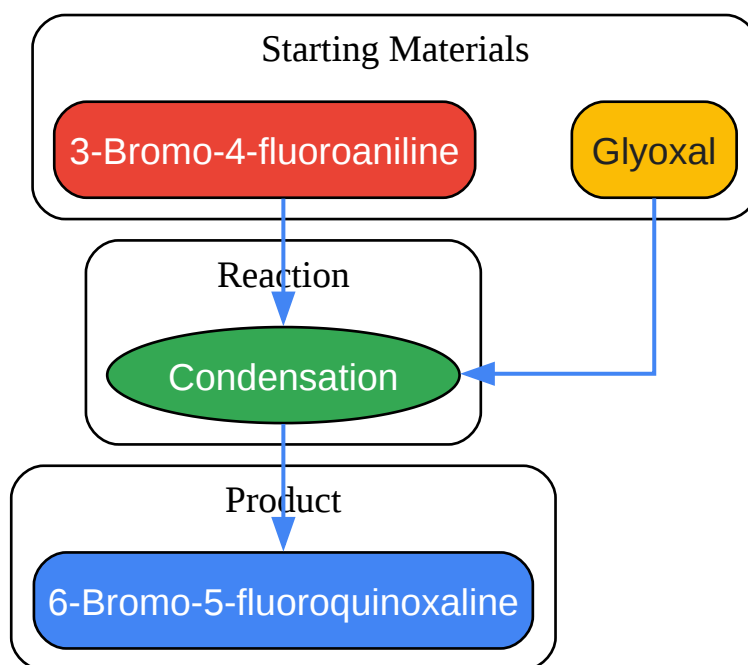 Starting Materials
3-Bromo-4-fluoroaniline
Glyoxal
Reaction
Condensation
Product
6-Bromo-5-fluoroquinoxaline